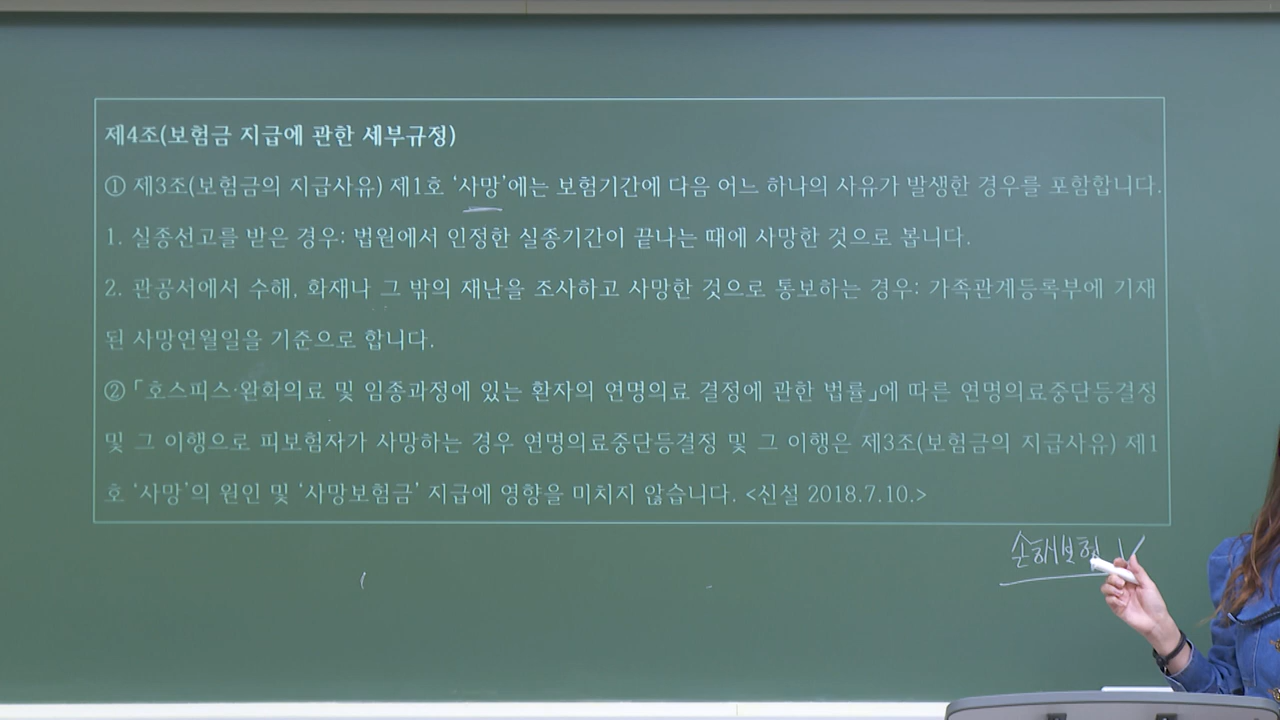 제4조(보험금 지급에 관한 세부규정)
① 제3조(보험금의 지급사유) 제1호 ‘사망’에는 보험기간에 다음 어느 하나의 사유가 발생한 경우를 포함합니다.
1. 실종선고를 받은 경우: 법원에서 인정한 실종기간이 끝나는 때에 사망한 것으로 봅니다.
2. 관공서에서 수해, 화재나 그 밖의 재난을 조사하고 사망한 것으로 통보하는 경우: 가족관계등록부에 기재
된 사망연월일을 기준으로 합니다.
② 「호스피스·완화의료 및 임종과정에 있는 환자의 연명의료 결정에 관한 법률」에 따른 연명의료중단등결정
및 그 이행으로 피보험자가 사망하는 경우 연명의료중단등결정 및 그 이행은 제3조(보험금의 지급사유) 제1
호 ‘사망’의 원인 및 ‘사망보험금’ 지급에 영향을 미치지 않습니다. <신설 2018.7.10.>
손해보험